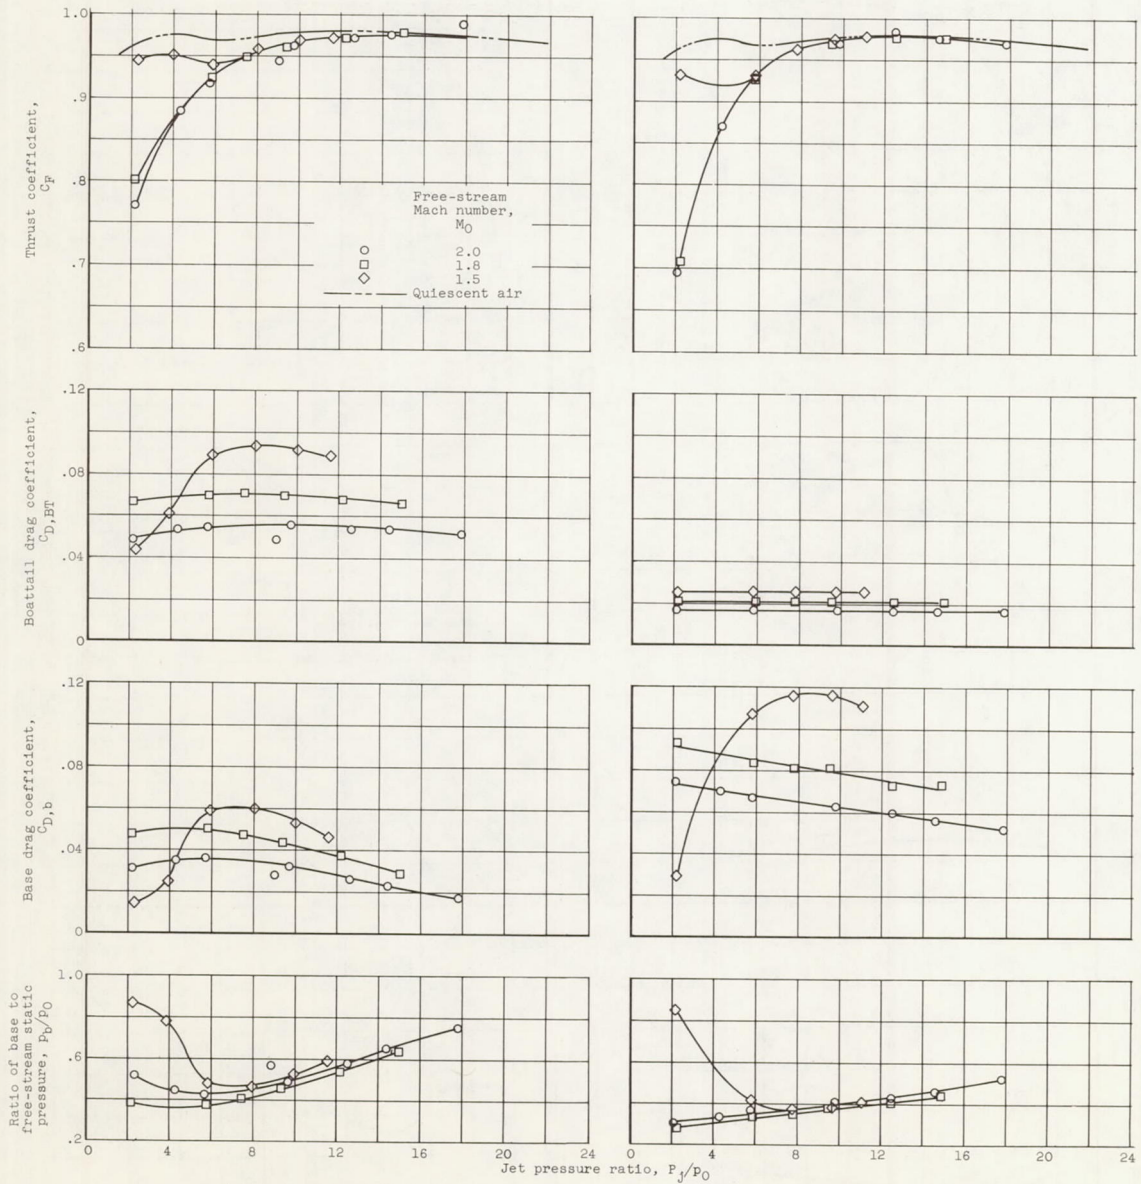 Thrust coefficient,
C_F
1.0
.9
.8
.7
.6
Free-stream
Mach number,
M_0
2.0
1.8
1.5
Quiescent air
Boattail drag coefficient,
C_D,BT
.12
.08
.04
0
Base drag coefficient,
C_D,b
.12
.08
.04
0
Ratio of base to
free-stream static
pressure, p_b/p_0
1.0
.6
.2
0 4 8 12 16 20 24
0 4 8 12 16 20 24
Jet pressure ratio, P_j/p_0